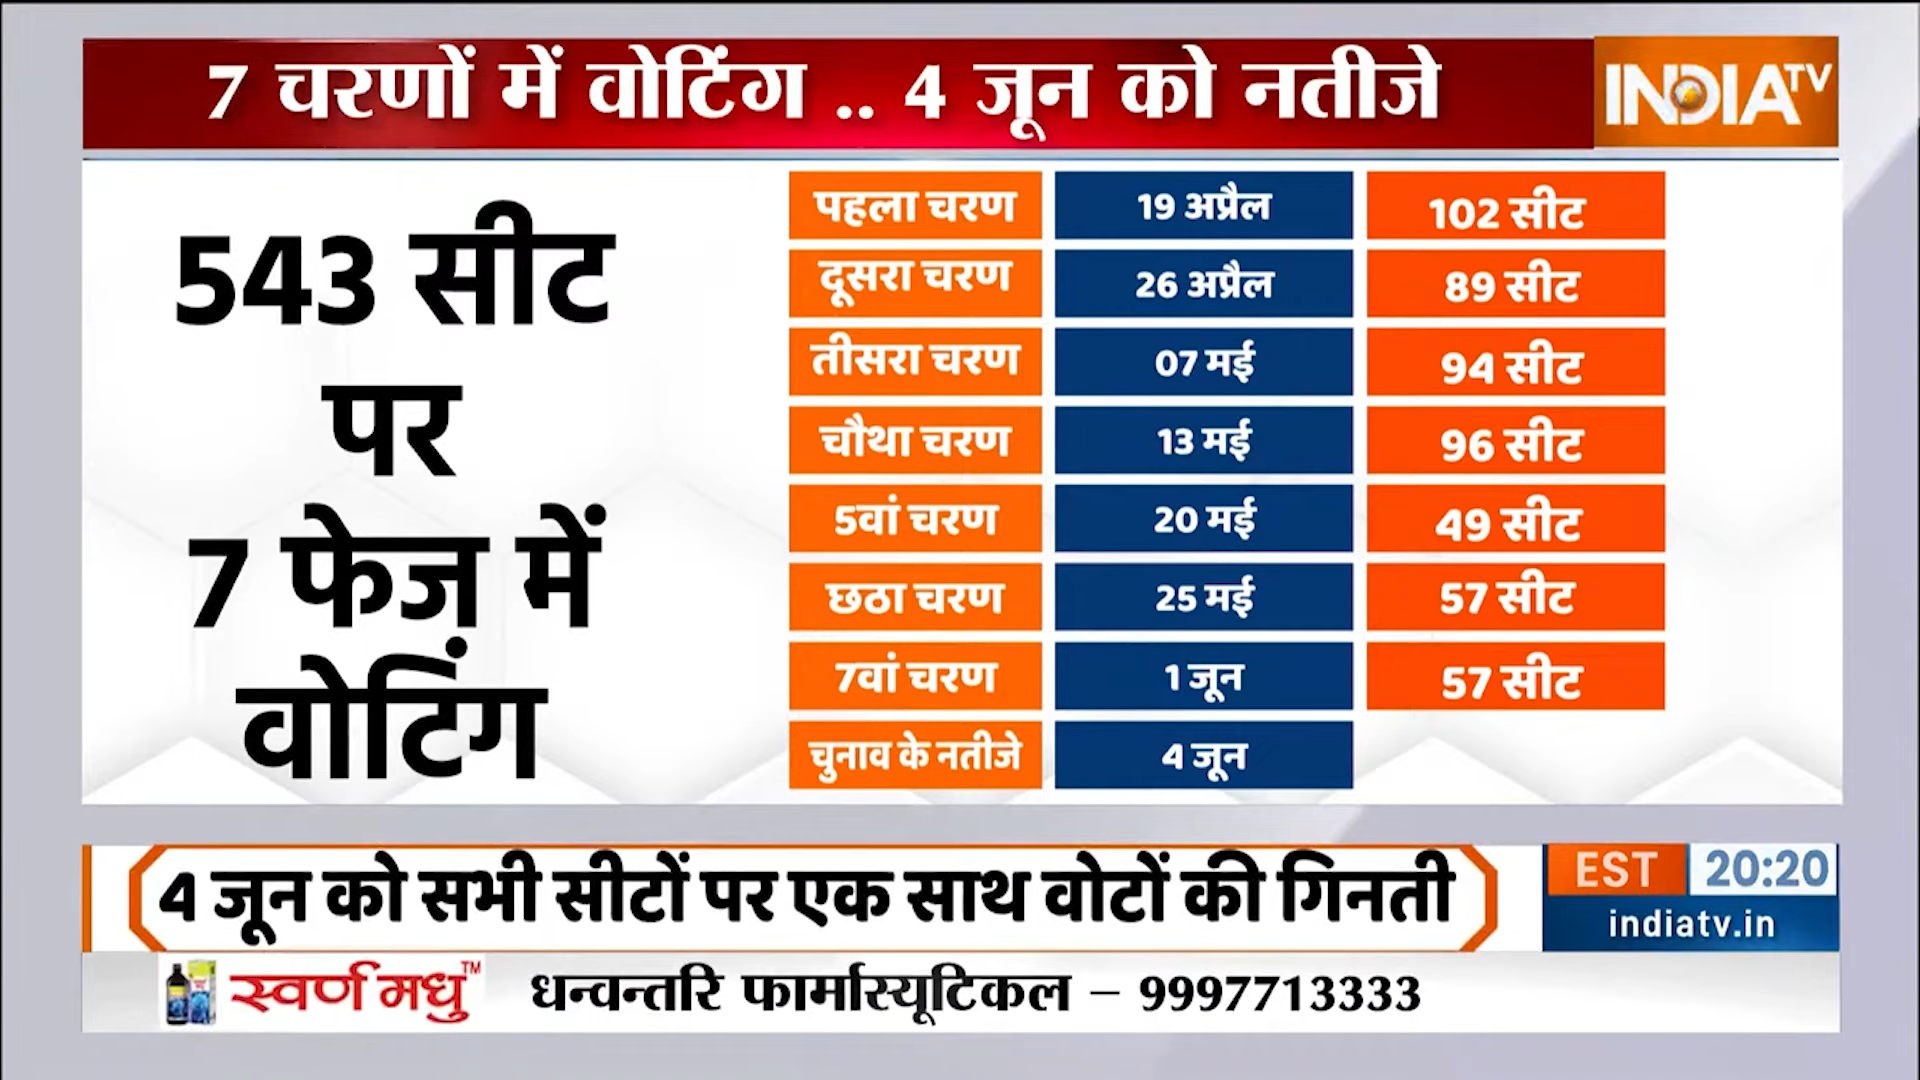 7 चरणों में वोटिंग .. 4 जून को नतीजे
INDIA TV
543 सीट
पर
7 फेज में
वोटिंग
पहला चरण 19 अप्रैल 102 सीट
दूसरा चरण 26 अप्रैल 89 सीट
तीसरा चरण 07 मई 94 सीट
चौथा चरण 13 मई 96 सीट
5वां चरण 20 मई 49 सीट
छठा चरण 25 मई 57 सीट
7वां चरण 1 जून 57 सीट
चुनाव के नतीजे 4 जून
4 जून को सभी सीटों पर एक साथ वोटों की गिनती
EST 20:20
indiatv.in
स्वर्ण मधु™ धन्वन्तरि फार्मास्यूटिकल – 9997713333